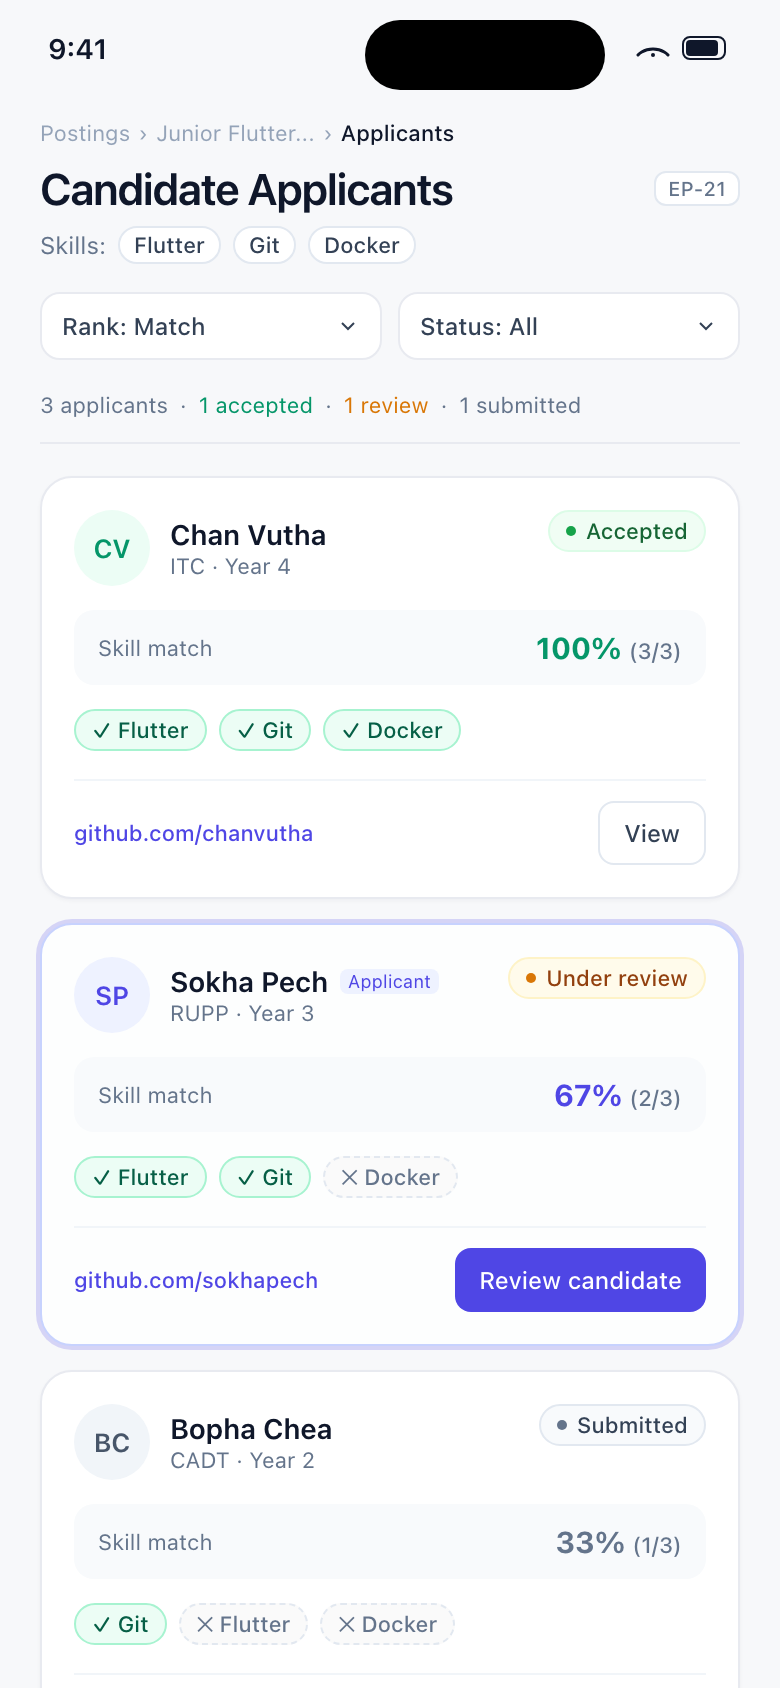 9:41
Postings › Junior Flutter... › Applicants
Candidate Applicants EP-21
Skills: Flutter Git Docker
Rank: Match Status: All
3 applicants · 1 accepted · 1 review · 1 submitted
CV Chan Vutha Accepted
ITC · Year 4
Skill match 100% (3/3)
✓ Flutter ✓ Git ✓ Docker
github.com/chanvutha View
SP Sokha Pech Applicant Under review
RUPP · Year 3
Skill match 67% (2/3)
✓ Flutter ✓ Git ✕ Docker
github.com/sokhapech Review candidate
BC Bopha Chea Submitted
CADT · Year 2
Skill match 33% (1/3)
✓ Git ✕ Flutter ✕ Docker